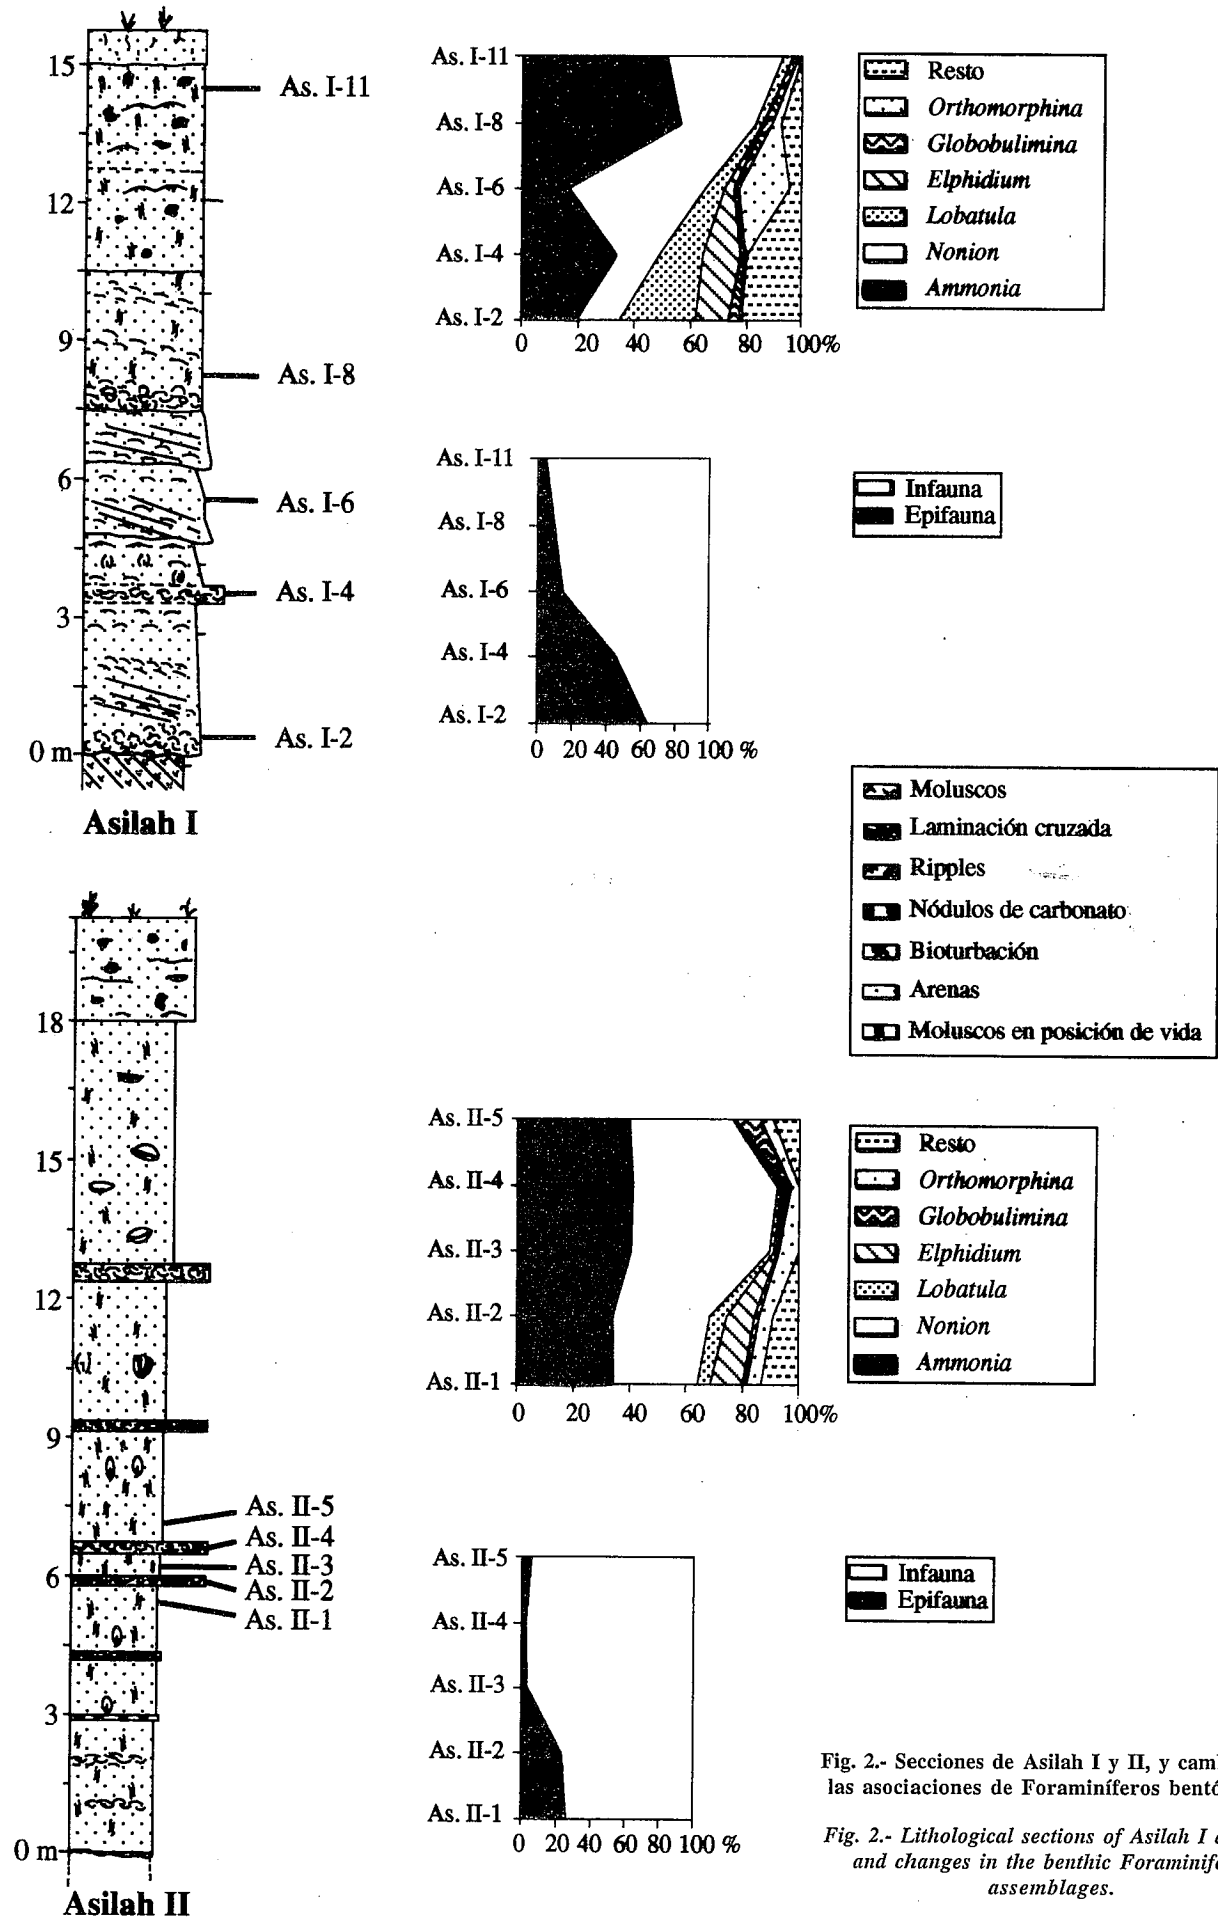 15
12
9
6
3
0 m
As. I-11
As. I-8
As. I-6
As. I-4
As. I-2
Asilah I
As. I-11
As. I-8
As. I-6
As. I-4
As. I-2
0 20 40 60 80 100%
Resto
Orthomorphina
Globobulimina
Elphidium
Lobatula
Nonion
Ammonia
As. I-11
As. I-8
As. I-6
As. I-4
As. I-2
0 20 40 60 80 100 %
Infauna
Epifauna
Moluscos
Laminación cruzada
Ripples
Nódulos de carbonato
Bioturbación
Arenas
Moluscos en posición de vida
18
15
12
9
6
3
0 m
As. II-5
As. II-4
As. II-3
As. II-2
As. II-1
Asilah II
As. II-5
As. II-4
As. II-3
As. II-2
As. II-1
0 20 40 60 80 100%
Resto
Orthomorphina
Globobulimina
Elphidium
Lobatula
Nonion
Ammonia
As. II-5
As. II-4
As. II-3
As. II-2
As. II-1
0 20 40 60 80 100 %
Infauna
Epifauna
Fig. 2.- Secciones de Asilah I y II, y
las asociaciones de Foraminíferos
Fig. 2.- Lithological sections of Asilah I
and changes in the benthic
assemblages.